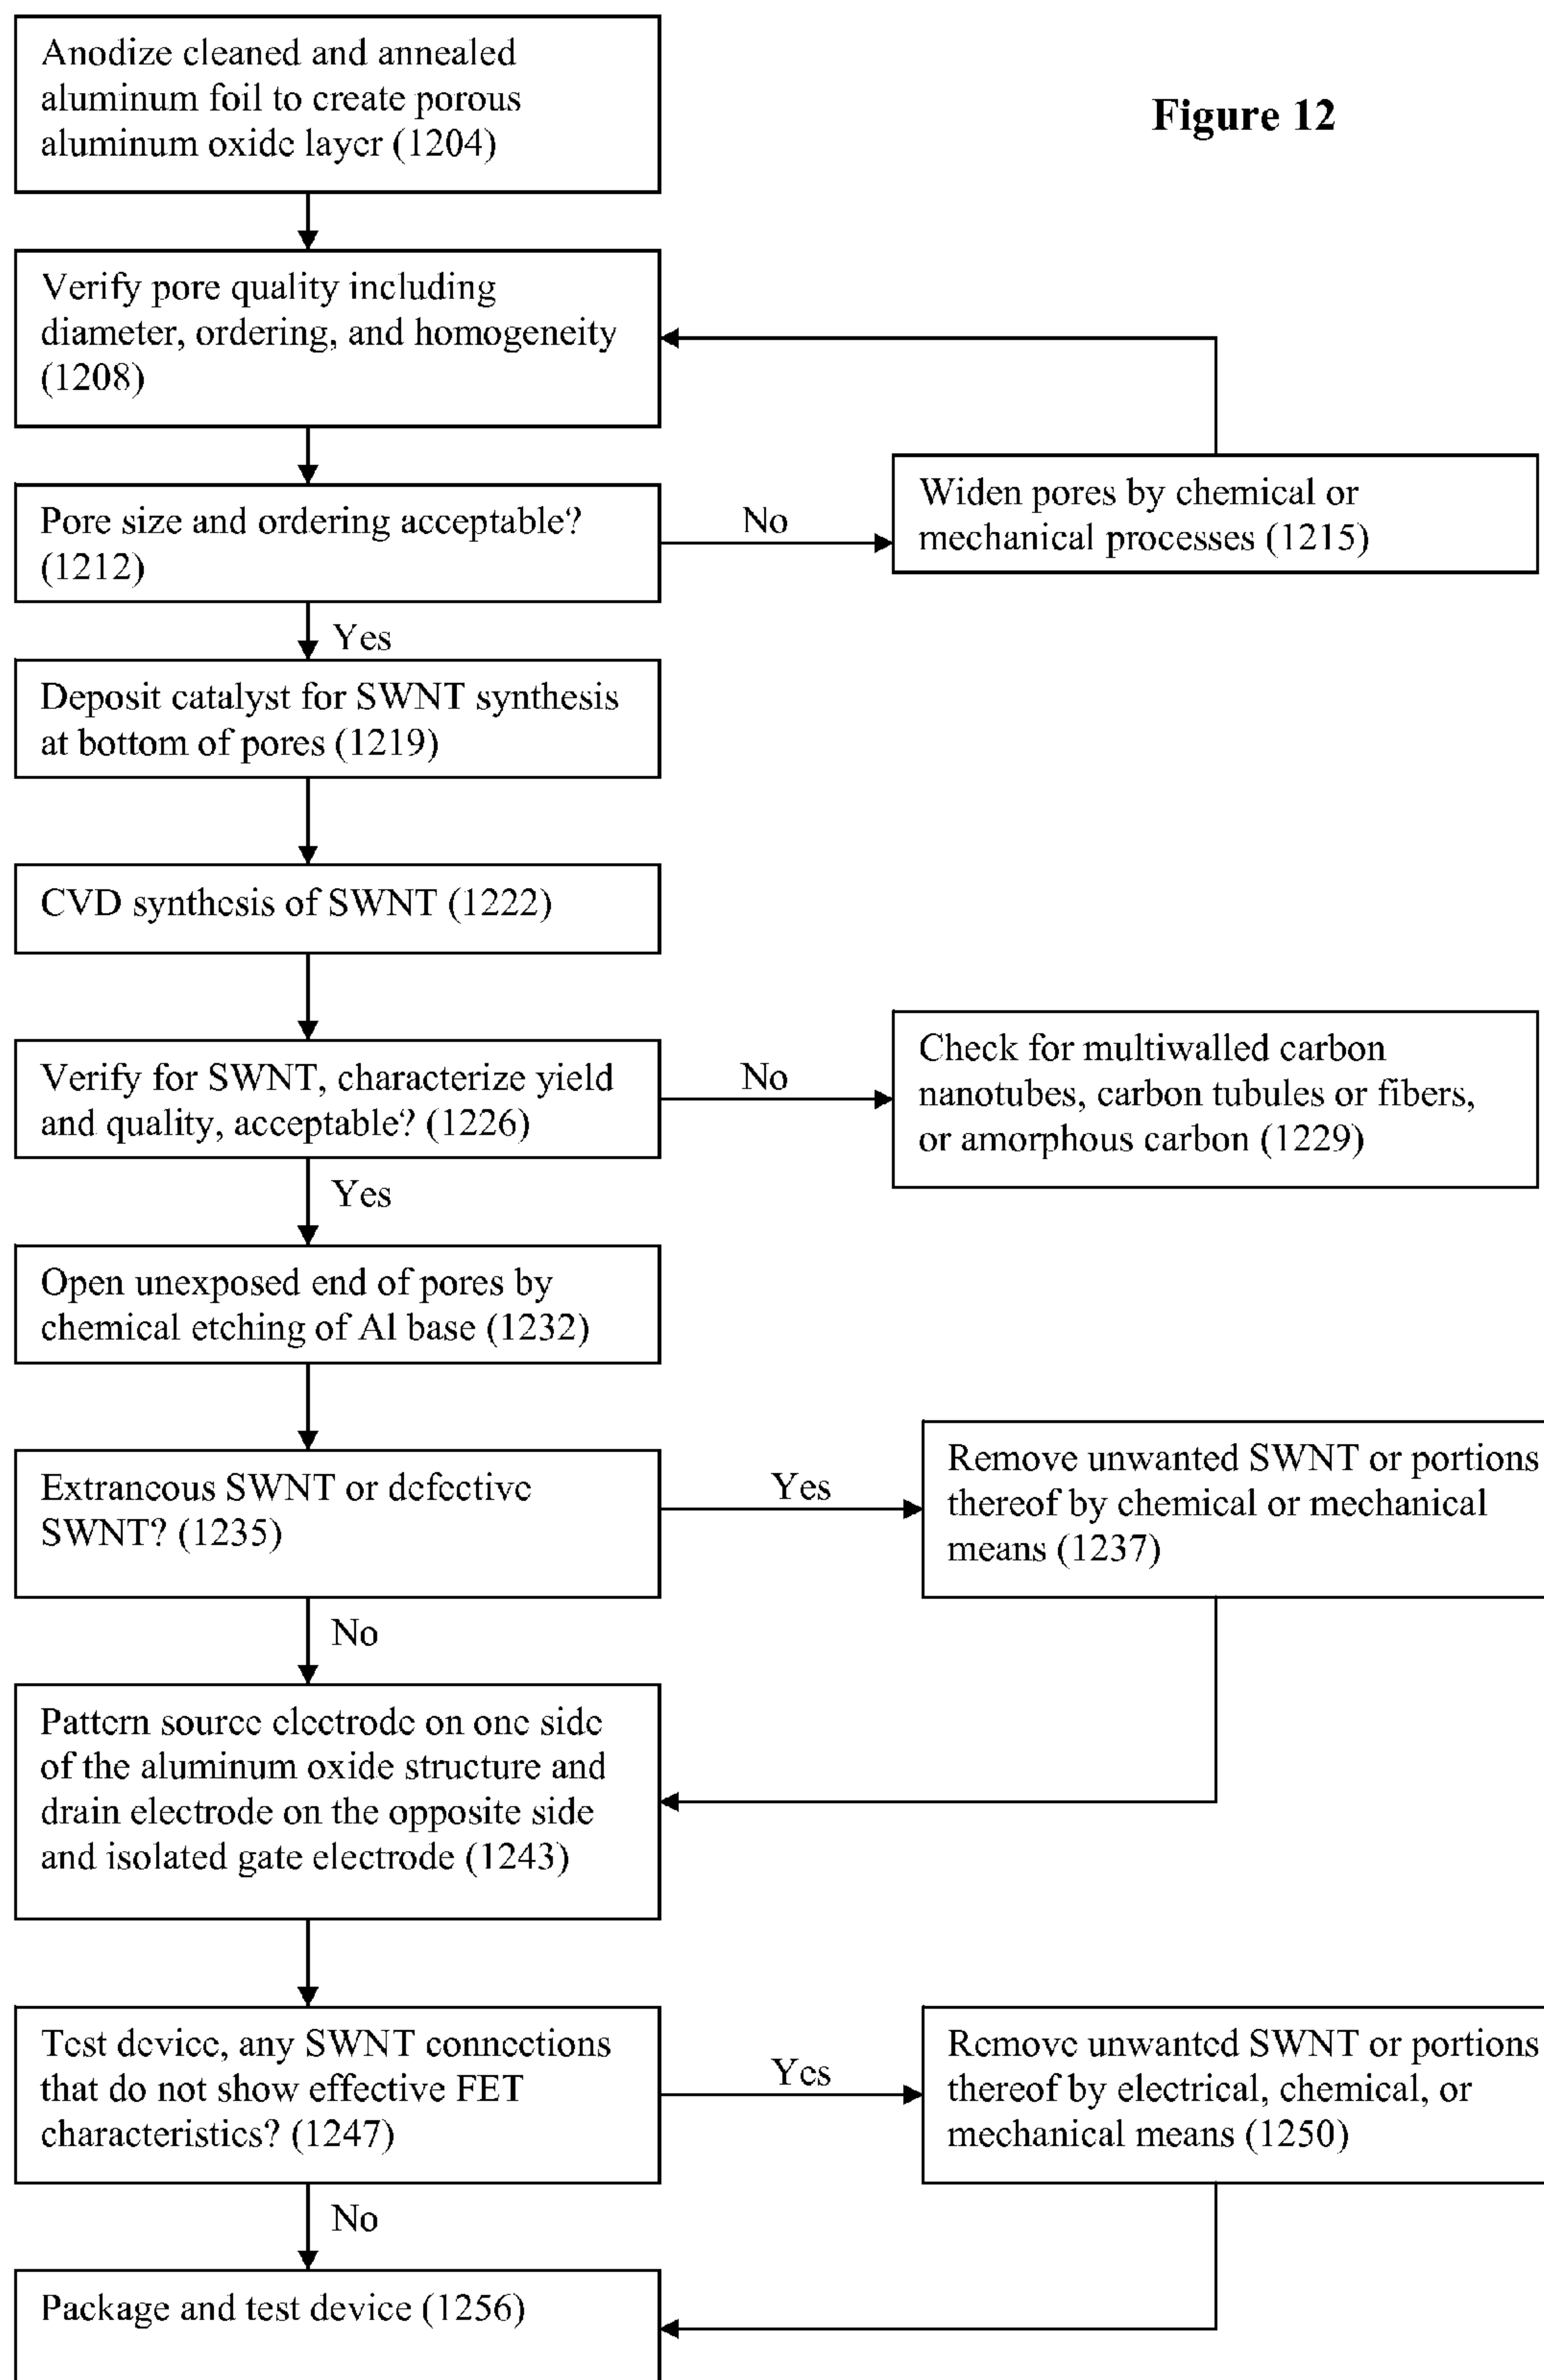 Figure 12
Anodize cleaned and annealed
aluminum foil to create porous
aluminum oxide layer (1204)
Verify pore quality including
diameter, ordering, and homogeneity
(1208)
Pore size and ordering acceptable?
(1212)
No
Widen pores by chemical or
mechanical processes (1215)
Yes
Deposit catalyst for SWNT synthesis
at bottom of pores (1219)
CVD synthesis of SWNT (1222)
Verify for SWNT, characterize yield
and quality, acceptable? (1226)
No
Check for multiwalled carbon
nanotubes, carbon tubules or fibers,
or amorphous carbon (1229)
Yes
Open unexposed end of pores by
chemical etching of Al base (1232)
Extraneous SWNT or defective
SWNT? (1235)
Yes
Remove unwanted SWNT or portions
thereof by chemical or mechanical
means (1237)
No
Pattern source electrode on one side
of the aluminum oxide structure and
drain electrode on the opposite side
and isolated gate electrode (1243)
Test device, any SWNT connections
that do not show effective FET
characteristics? (1247)
Yes
Remove unwanted SWNT or portions
thereof by electrical, chemical, or
mechanical means (1250)
No
Package and test device (1256)